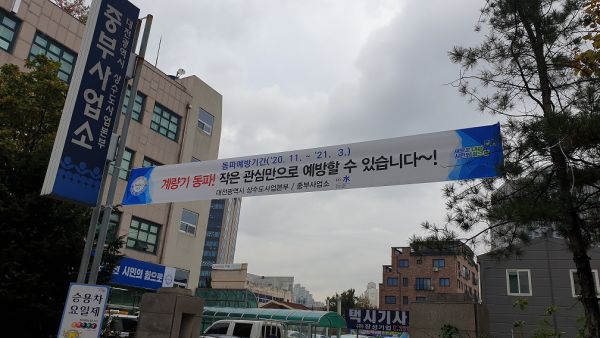 대전광역시 상수도사업본부
중부사업소
동파예방기간('20. 11. ~ '21. 3.)
계량기 동파! 작은 관심만으로 예방할 수 있습니다~!
대전광역시 상수도사업본부 / 중부사업소
시민의 힘으로
승용차
요일제
택시기사